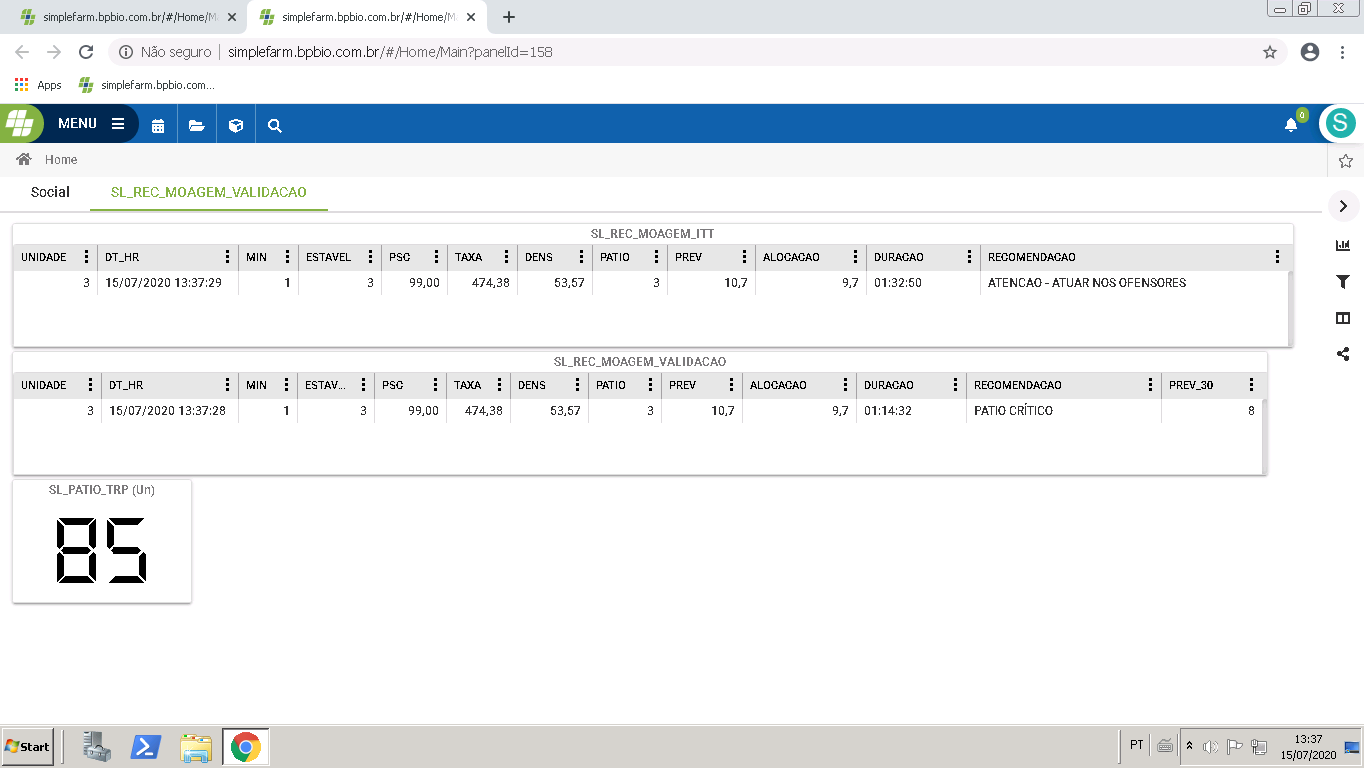 simplefarm.bpbio.com.br/#/Home/M
simplefarm.bpbio.com.br/#/Home/M
Não seguro simplefarm.bpbio.com.br/#/Home/Main?panelId=158
Apps simplefarm.bpbio.com...
MENU 0 S
Home
Social SL_REC_MOAGEM_VALIDACAO
SL_REC_MOAGEM_ITT
UNIDADE DT_HR MIN ESTAVEL PSC TAXA DENS PATIO PREV ALOCACAO DURACAO RECOMENDACAO
3 15/07/2020 13:37:29 1 3 99,00 474,38 53,57 3 10,7 9,7 01:32:50 ATENCAO - ATUAR NOS OFENSORES
SL_REC_MOAGEM_VALIDACAO
UNIDADE DT_HR MIN ESTAV... PSC TAXA DENS PATIO PREV ALOCACAO DURACAO RECOMENDACAO PREV_30
3 15/07/2020 13:37:28 1 3 99,00 474,38 53,57 3 10,7 9,7 01:14:32 PATIO CRÍTICO 8
SL_PATIO_TRP (Un)
85
Start PT 13:37
15/07/2020